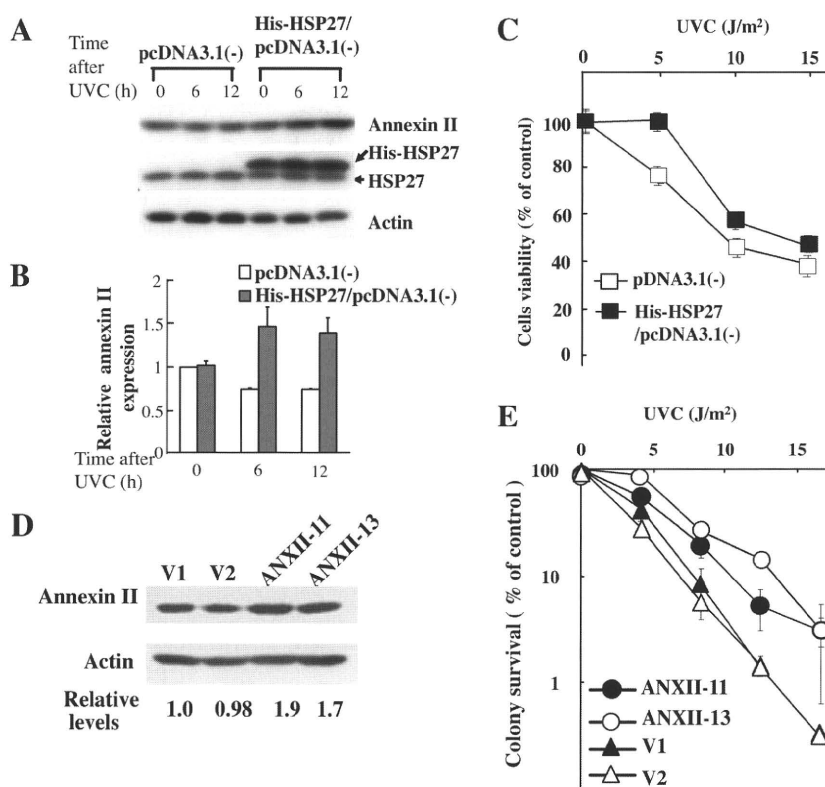 A
Time after UVC (h)
pcDNA3.1(-)
His-HSP27/
pcDNA3.1(-)
0 6 12 0 6 12
Annexin II
His-HSP27
HSP27
Actin
B
Relative annexin II
expression
2
1.5
1
0.5
0
pcDNA3.1(-)
His-HSP27/pcDNA3.1(-)
Time after
UVC (h)
0 6 12
C
UVC (J/m²)
0 5 10 15
Cells viability (% of control)
100
80
60
40
20
0
pDNA3.1(-)
His-HSP27
/pcDNA3.1(-)
D
V1 V2 ANXII-11 ANXII-13
Annexin II
Actin
Relative
levels
1.0 0.98 1.9 1.7
E
UVC (J/m²)
0 5 10 15
Colony survival ( % of control )
100
10
1
ANXII-11
ANXII-13
V1
V2